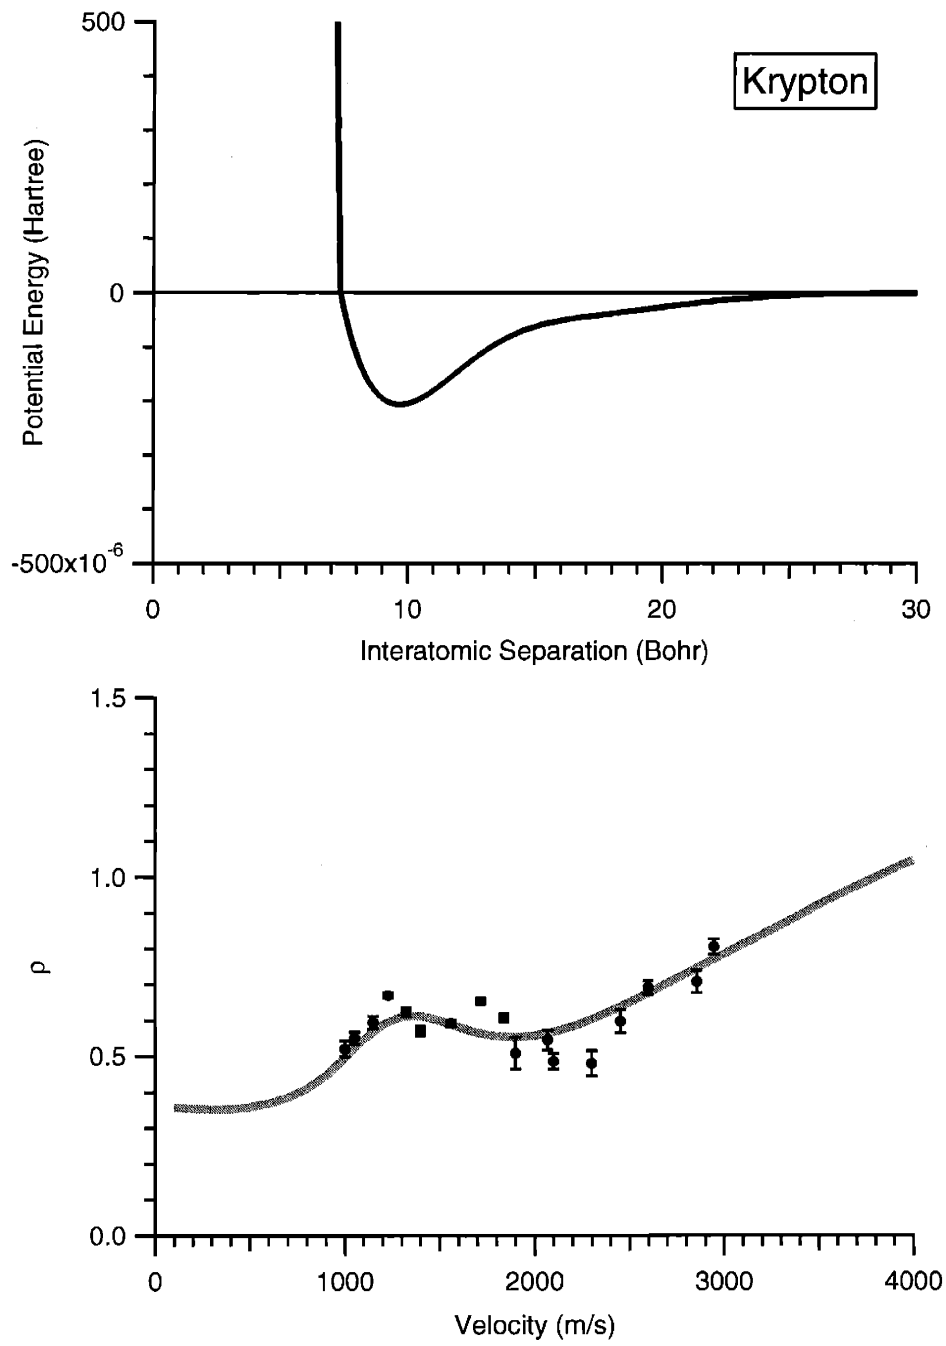 500
Krypton
Potential Energy (Hartree)
0
-500x10^-6
0 10 20 30
Interatomic Separation (Bohr)
1.5
1.0
ρ
0.5
0.0
0 1000 2000 3000 4000
Velocity (m/s)